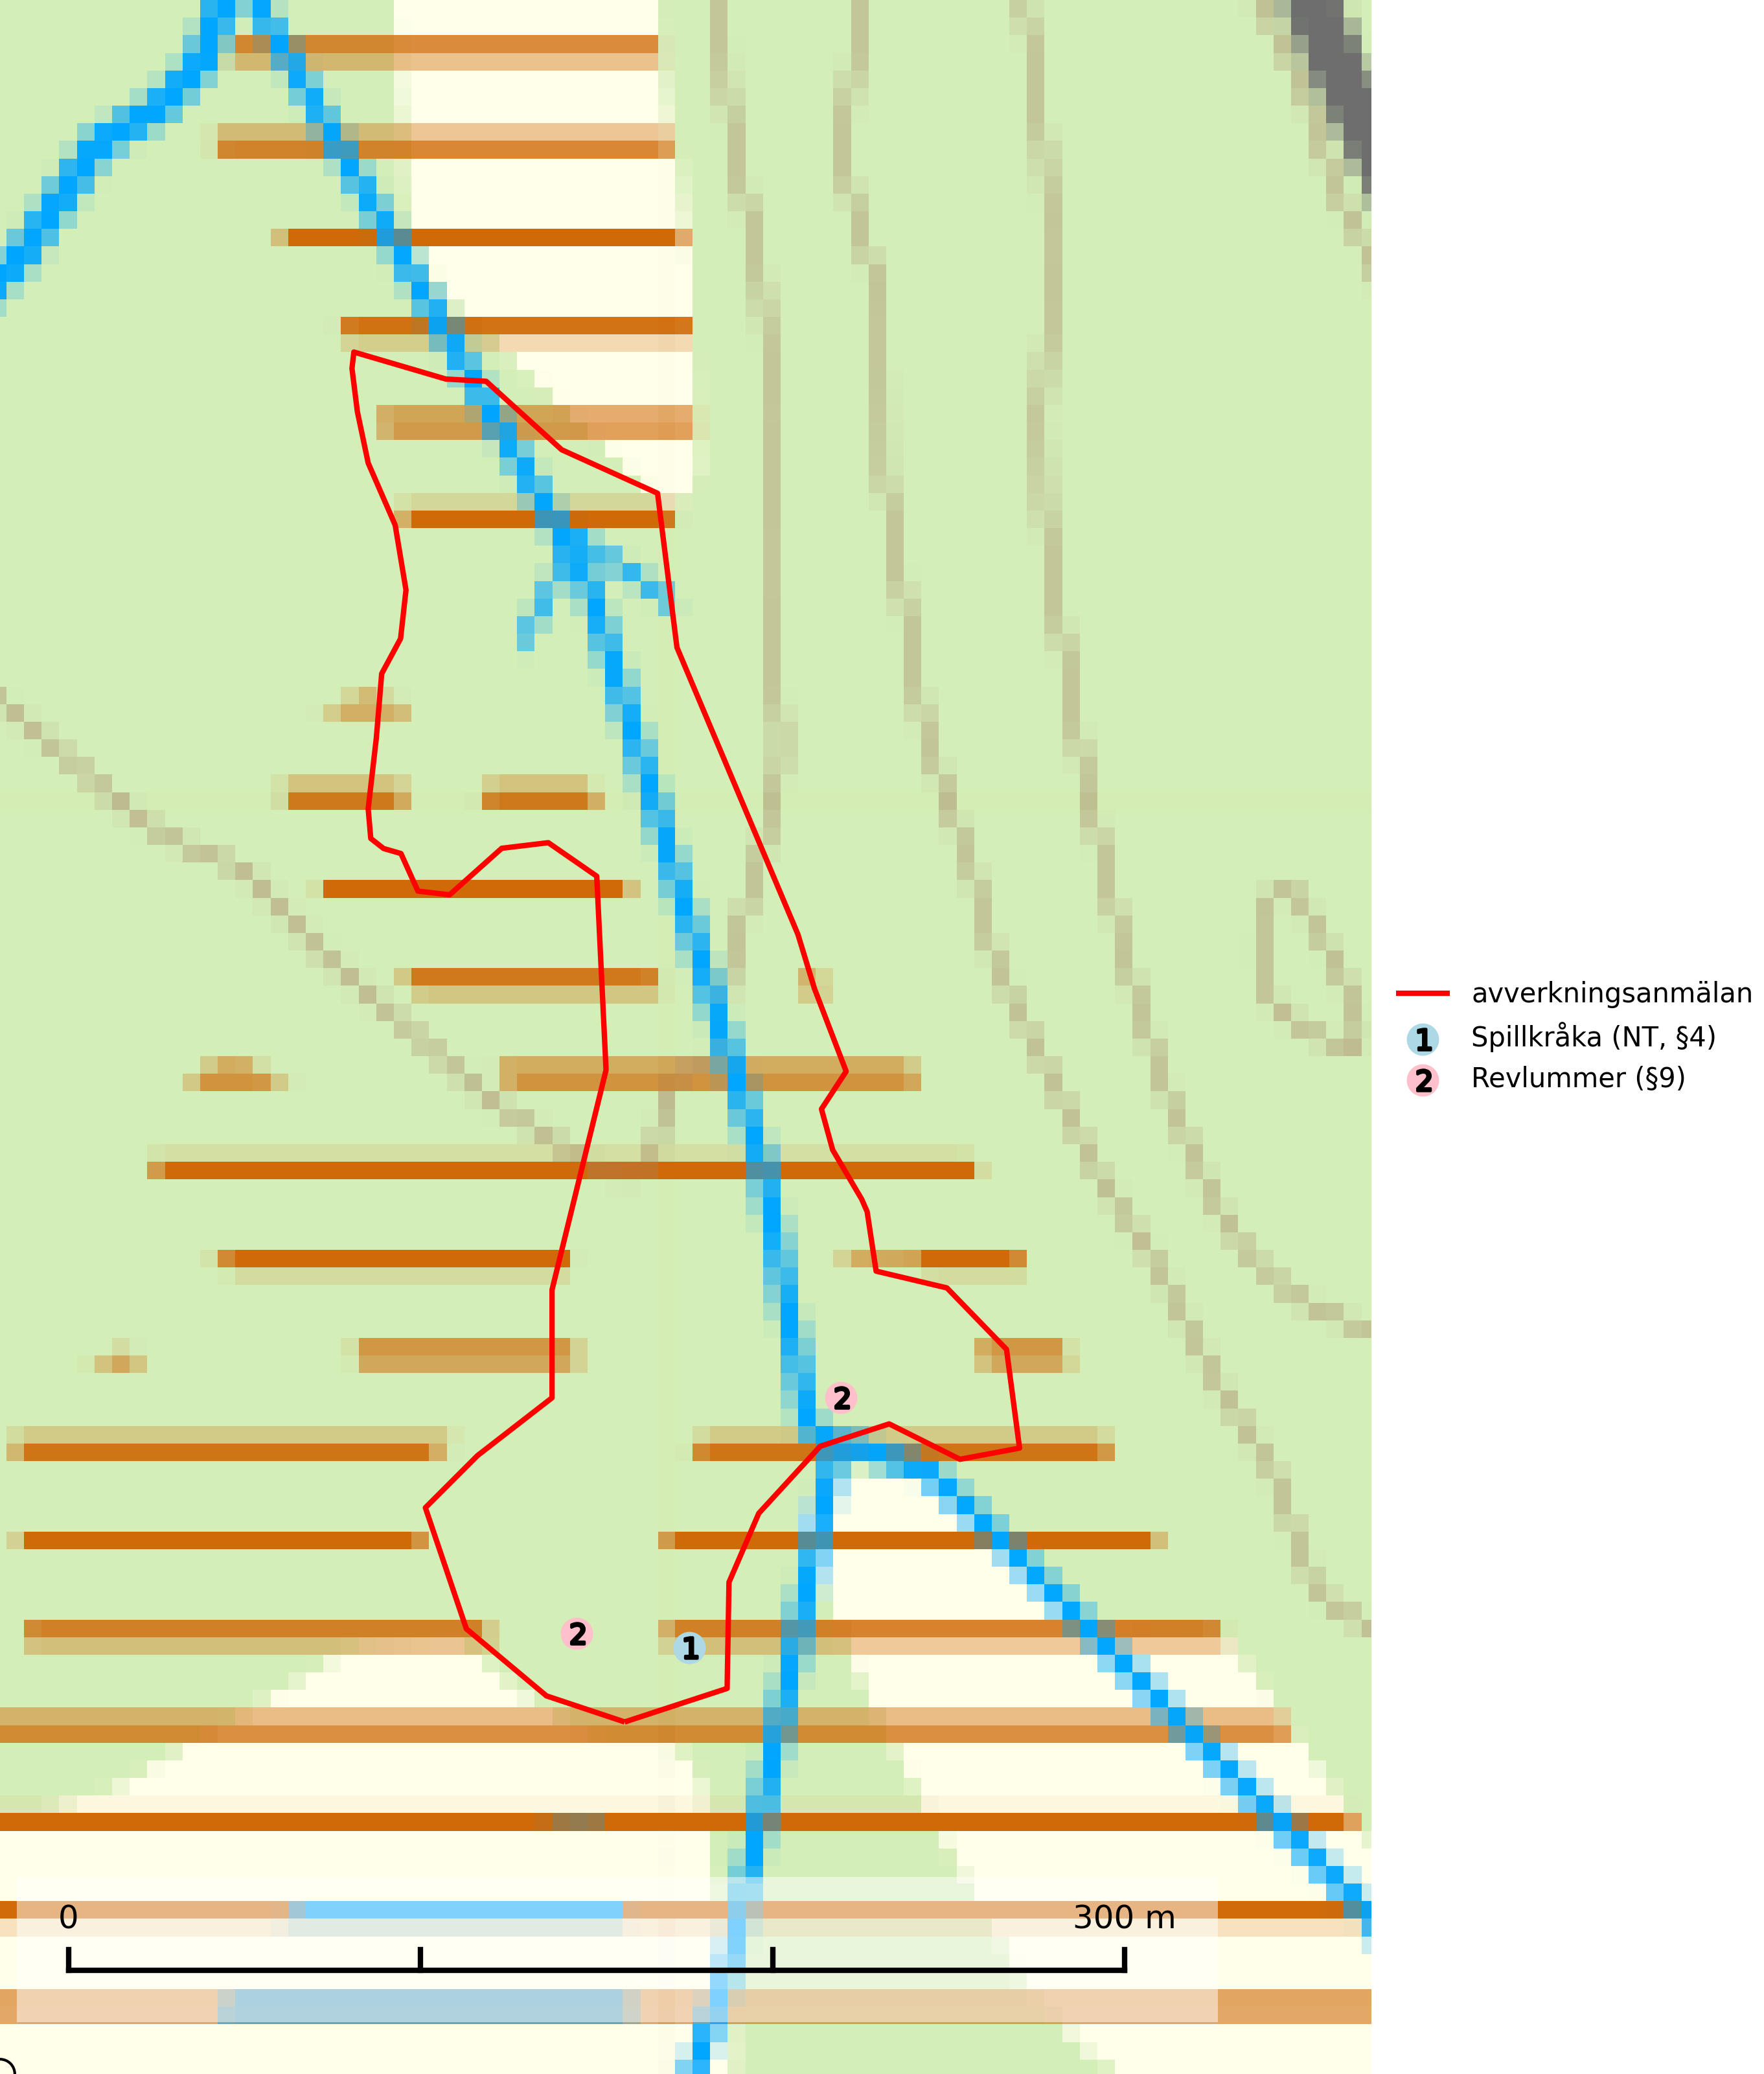 avverkningsanmälan
1 Spillkråka (NT, §4)
2 Revlummer (§9)
2
2
1
0 300 m